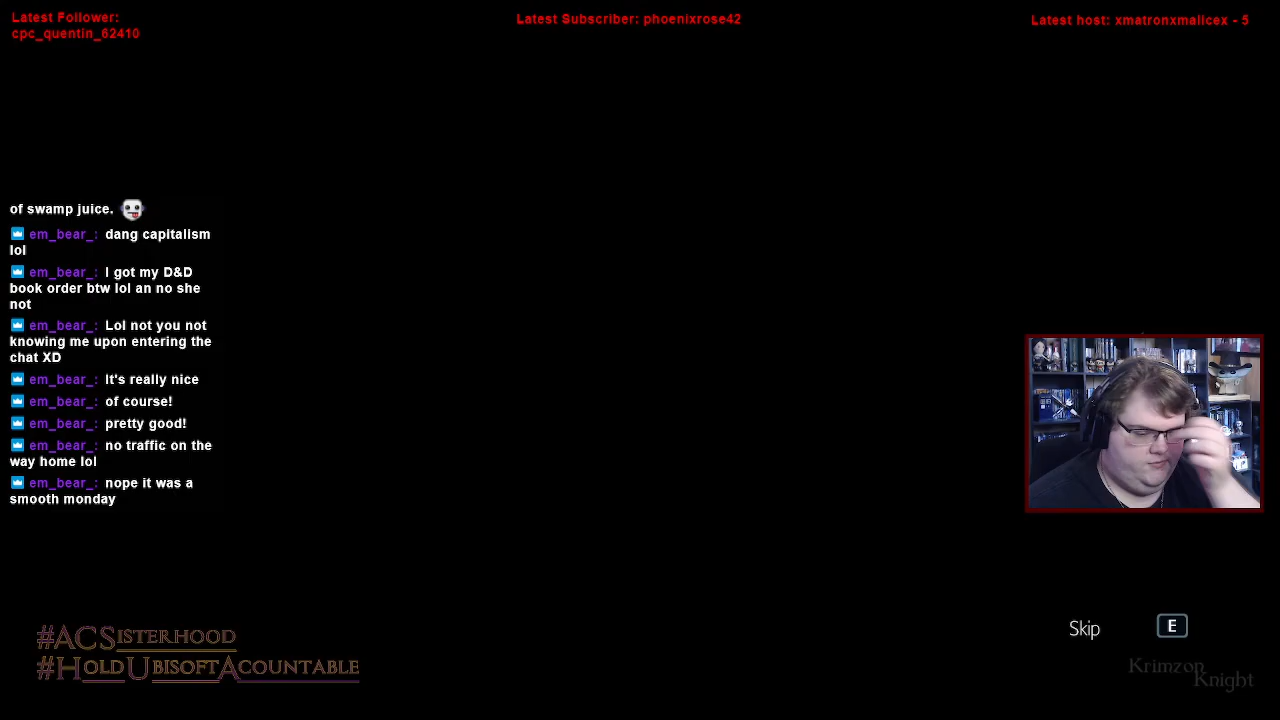 Latest Follower:
cpc_quentin_62410
Latest Subscriber: phoenixrose42
Latest host: xmatronxmalicex - 5
of swamp juice.
em_bear_: dang capitalism
lol
em_bear_: I got my D&D
book order btw lol an no she
not
em_bear_: Lol not you not
knowing me upon entering the
chat XD
em_bear_: It's really nice
em_bear_: of course!
em_bear_: pretty good!
em_bear_: no traffic on the
way home lol
em_bear_: nope it was a
smooth monday
#ACSisterhood
#HoldUbisoftAcountable
Skip E
Krimzon
Knight